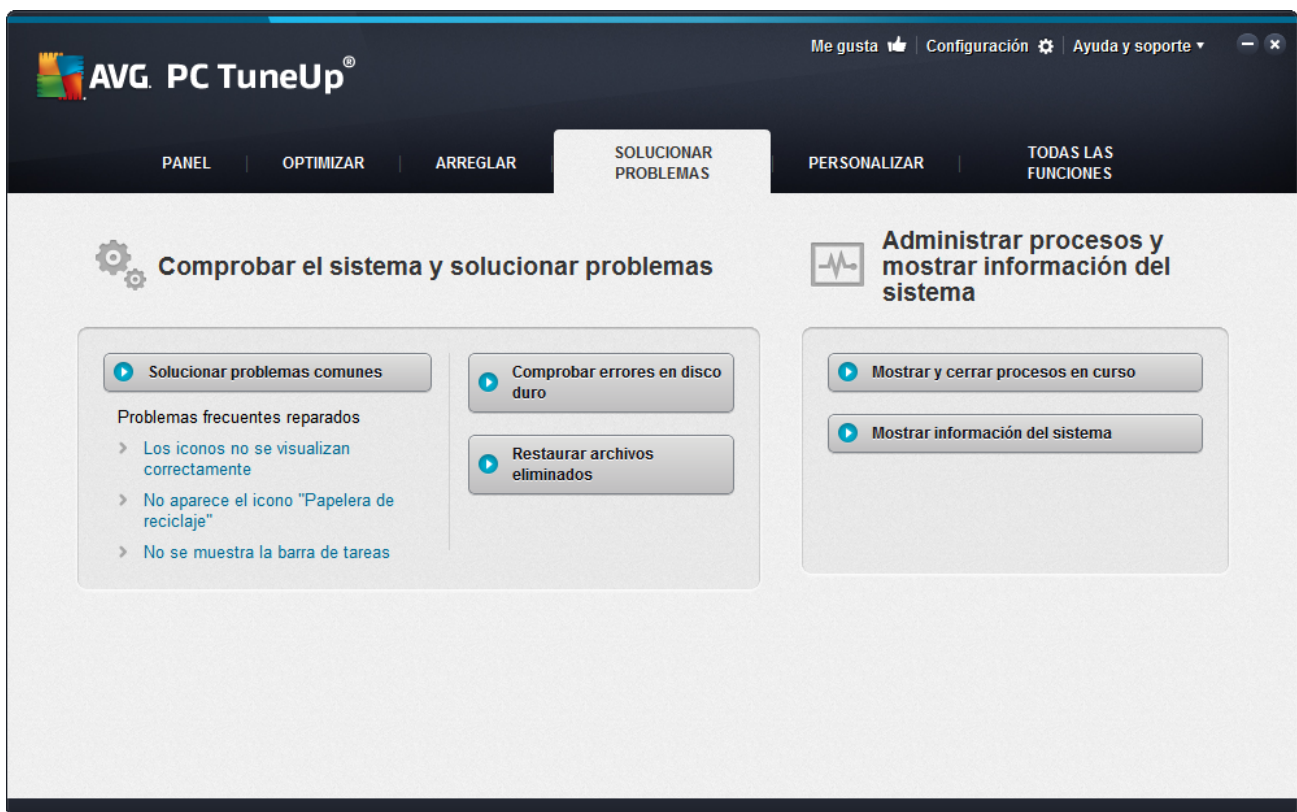 Me gusta
Configuración
Ayuda y soporte
AVG. PC TuneUp®
PANEL
OPTIMIZAR
ARREGLAR
SOLUCIONAR
PROBLEMAS
PERSONALIZAR
TODAS LAS
FUNCIONES
Comprobar el sistema y solucionar problemas
Solucionar problemas comunes
Problemas frecuentes reparados
Los iconos no se visualizan
correctamente
No aparece el icono "Papelera de
reciclaje"
No se muestra la barra de tareas
Comprobar errores en disco
duro
Restaurar archivos
eliminados
Administrar procesos y
mostrar información del
sistema
Mostrar y cerrar procesos en curso
Mostrar información del sistema